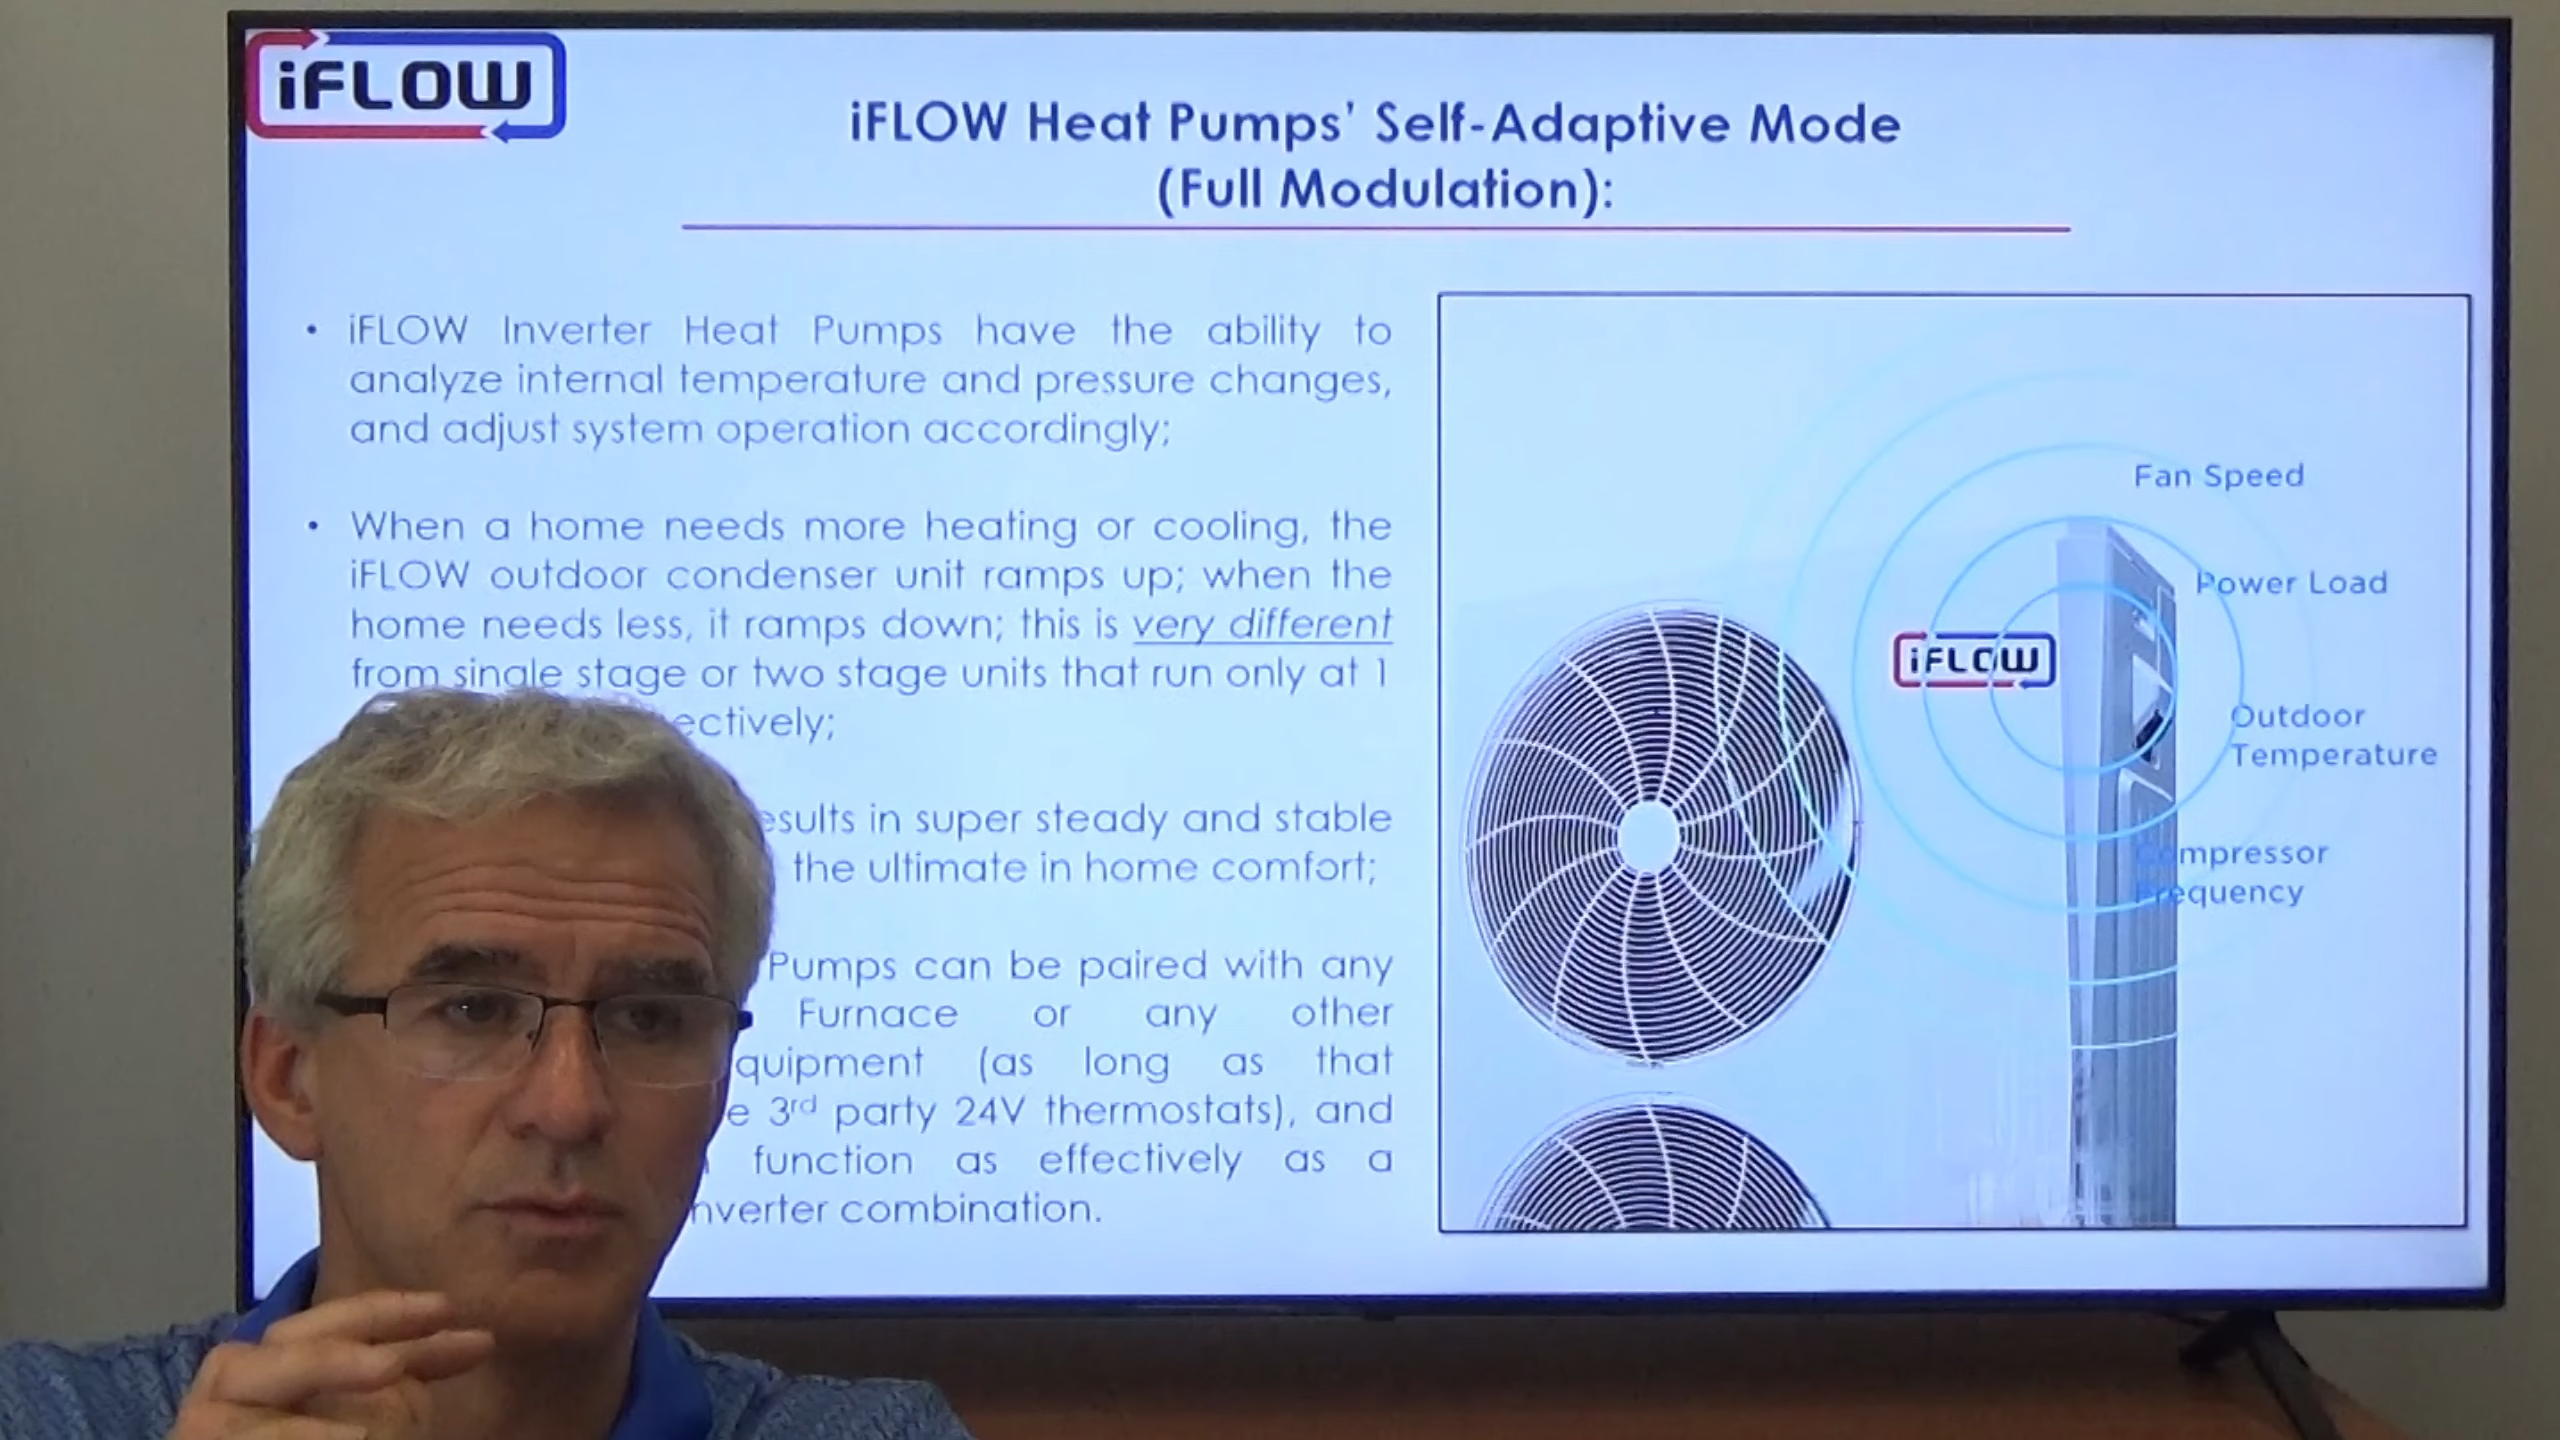 iFLOW
iFLOW Heat Pumps' Self-Adaptive Mode
(Full Modulation):
• iFLOW Inverter Heat Pumps have the ability to
analyze internal temperature and pressure changes,
and adjust system operation accordingly;
• When a home needs more heating or cooling, the
iFLOW outdoor condenser unit ramps up; when the
home needs less, it ramps down; this is very different
from single stage or two stage units that run only at 1
ectively;
esults in super steady and stable
the ultimate in home comfort;
Pumps can be paired with any
Furnace or any other
quipment (as long as that
e 3rd party 24V thermostats), and
function as effectively as a
nverter combination.
Fan Speed
Power Load
iFLOW
Outdoor
Temperature
Compressor
Frequency